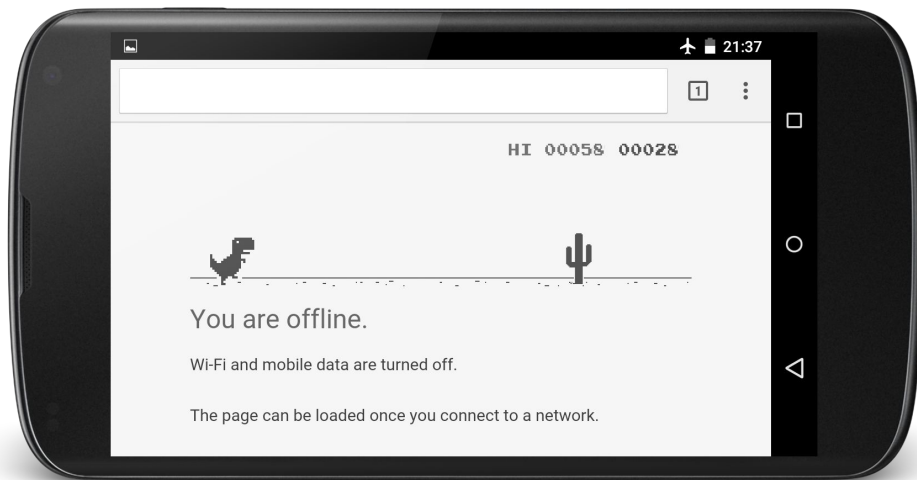 21:37
1
HI 00058 00028
You are offline.
Wi-Fi and mobile data are turned off.
The page can be loaded once you connect to a network.